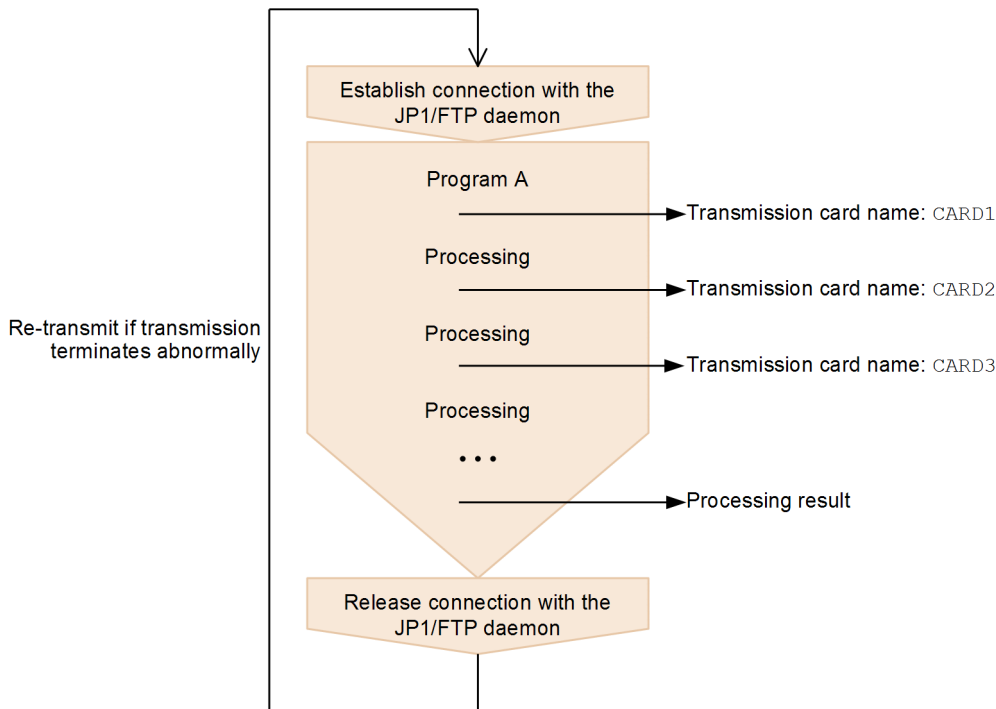 Establish connection with the
JP1/FTP daemon
Program A
Transmission card name: CARD1
Processing
Transmission card name: CARD2
Re-transmit if transmission
terminates abnormally
Processing
Transmission card name: CARD3
Processing
...
Processing result
Release connection with the
JP1/FTP daemon